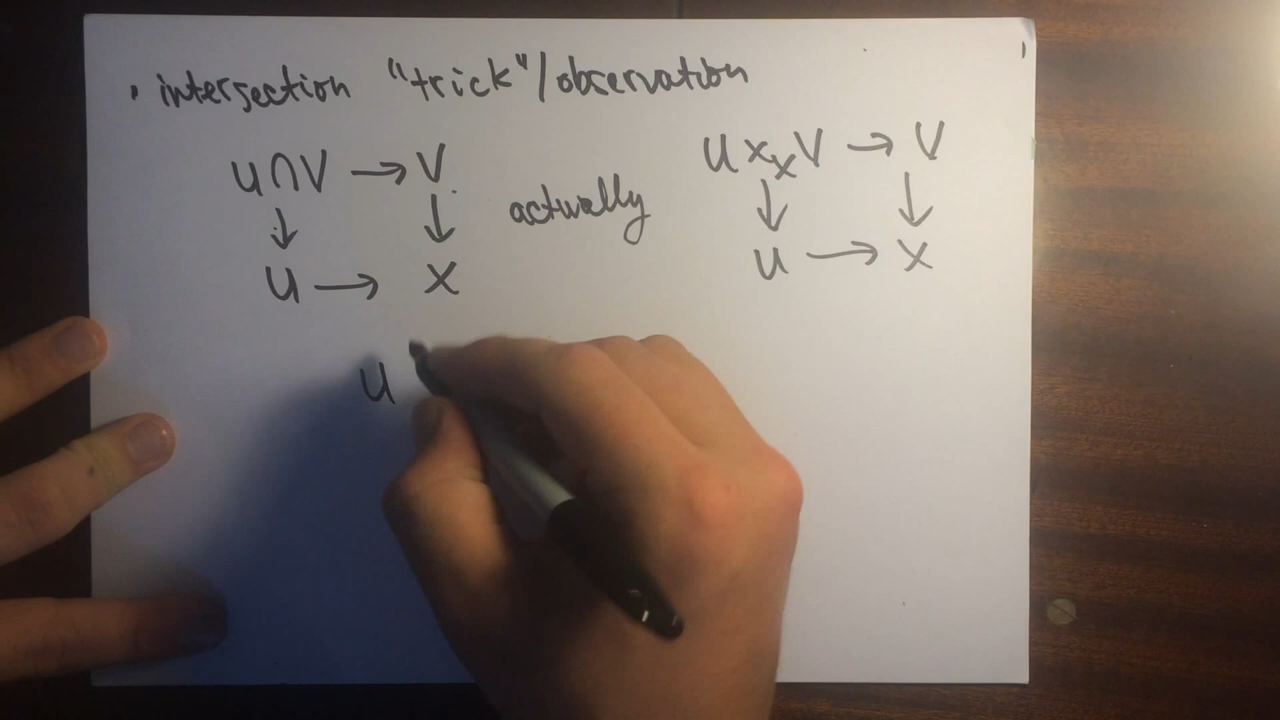 • intersection "trick"/observation
U∩V → V
↓ ↓
U → X
actually
U ×_X V → V
↓ ↓
U → X
U